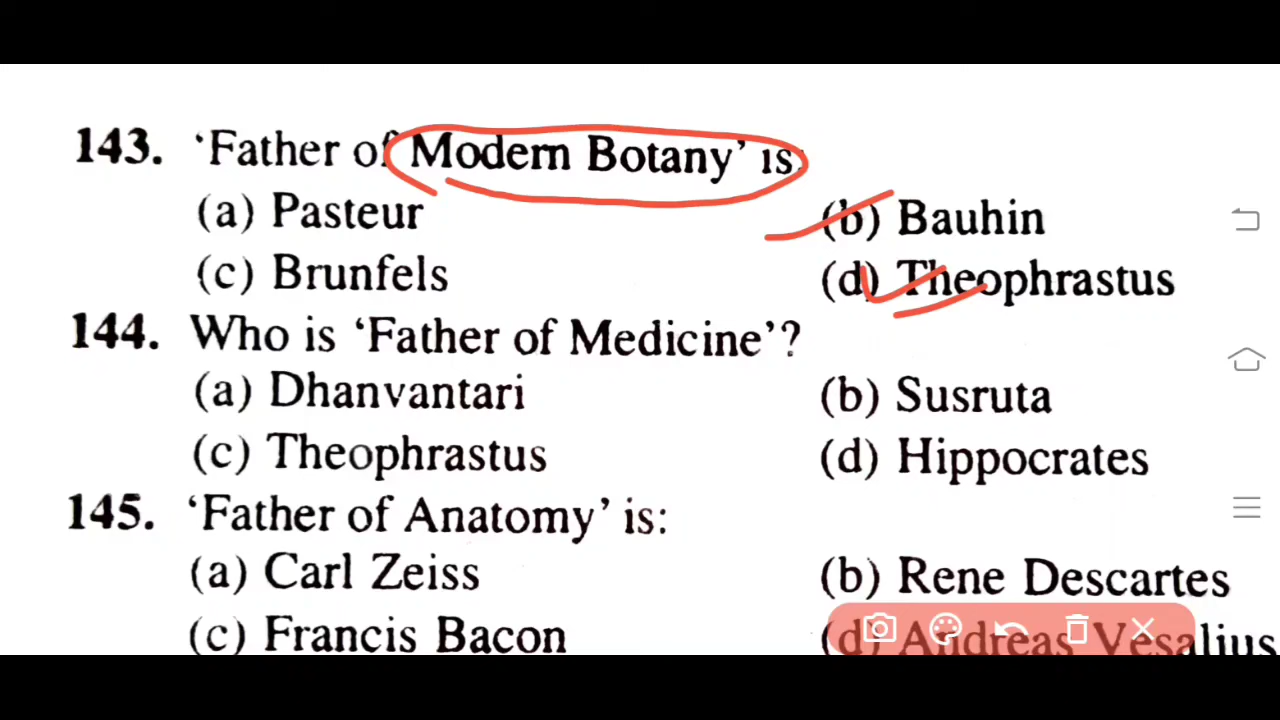 143. 'Father of Modern Botany' is:
(a) Pasteur (b) Bauhin
(c) Brunfels (d) Theophrastus
144. Who is 'Father of Medicine'?
(a) Dhanvantari (b) Susruta
(c) Theophrastus (d) Hippocrates
145. 'Father of Anatomy' is:
(a) Carl Zeiss (b) Rene Descartes
(c) Francis Bacon (d) Andreas Vesalius